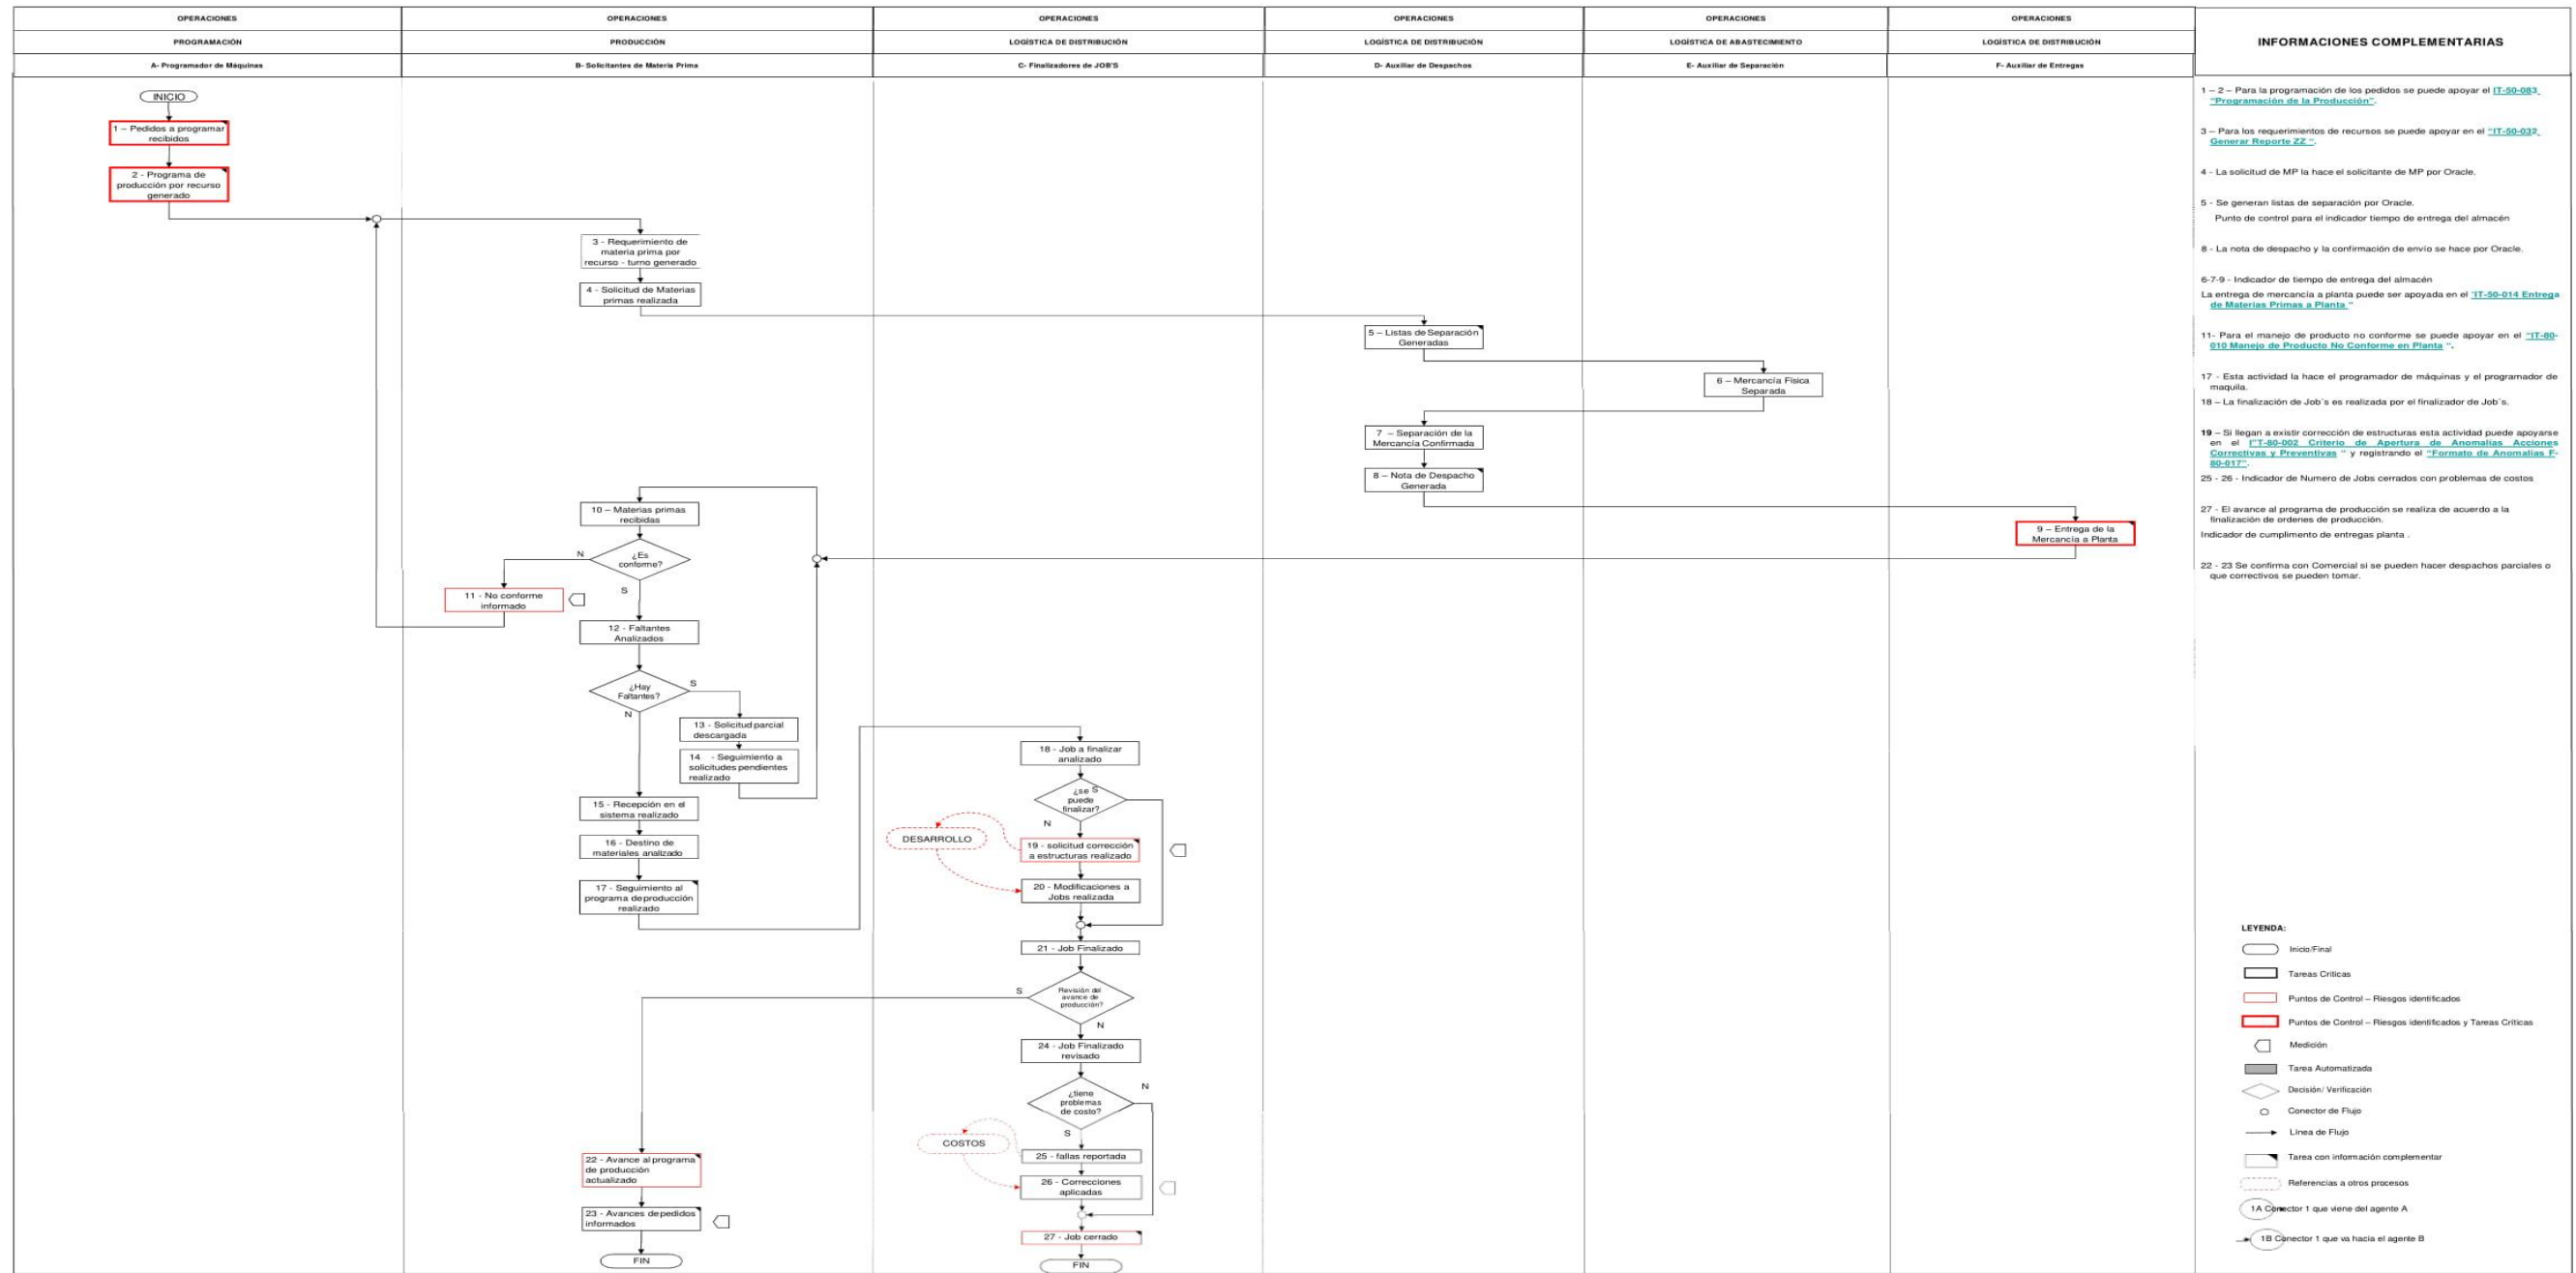 OPERACIONES
OPERACIONES
OPERACIONES
OPERACIONES
OPERACIONES
OPERACIONES
PROGRAMACIÓN
PRODUCCIÓN
LOGÍSTICA DE DISTRIBUCIÓN
LOGÍSTICA DE DISTRIBUCIÓN
LOGÍSTICA DE ABASTECIMIENTO
LOGÍSTICA DE DISTRIBUCIÓN
A- Programador de Máquinas
B- Solicitantes de Materia Prima
C- Finalizadores de JOB'S
D- Auxiliar de Despachos
E- Auxiliar de Separación
F- Auxiliar de Entregas
INFORMACIONES COMPLEMENTARIAS
INICIO
1 – Pedidos a programar
recibidos
2 - Programa de
producción por recurso
generado
3 - Requerimiento de
materia prima por
recurso - turno generado
4 - Solicitud de Materias
primas realizada
5 – Listas de Separación
Generadas
6 – Mercancía Física
Separada
7 – Separación de la
Mercancía Confirmada
8 – Nota de Despacho
Generada
9 – Entrega de la
Mercancía a Planta
10 – Materias primas
recibidas
¿Es
conforme?
N
S
11 - No conforme
informado
12 - Faltantes
Analizados
¿Hay
Faltantes?
S
N
13 - Solicitud parcial
descargada
14 - Seguimiento a
solicitudes pendientes
realizado
15 - Recepción en el
sistema realizado
16 - Destino de
materiales analizado
17 - Seguimiento al
programa deproducción
realizado
18 - Job a finalizar
analizado
¿se S
puede
finalizar?
N
DESARROLLO
19 - solicitud corrección
a estructuras realizado
20 - Modificaciones a
Jobs realizada
21 - Job Finalizado
Revisión del
avance de
producción?
S
N
24 - Job Finalizado
revisado
¿tiene
problemas
de costo?
N
S
COSTOS
25 - fallas reportada
26 - Correcciones
aplicadas
27 - Job cerrado
FIN
22 - Avance al programa
de producción
actualizado
23 - Avances depedidos
informados
FIN
1 – 2 – Para la programación de los pedidos se puede apoyar el IT-50-083
"Programación de la Producción".
3 – Para los requerimientos de recursos se puede apoyar en el "IT-50-032
Generar Reporte ZZ ".
4 - La solicitud de MP la hace el solicitante de MP por Oracle.
5 - Se generan listas de separación por Oracle.
Punto de control para el indicador tiempo de entrega del almacén
8 - La nota de despacho y la confirmación de envío se hace por Oracle.
6-7-9 - Indicador de tiempo de entrega del almacén
La entrega de mercancía a planta puede ser apoyada en el "IT-50-014 Entrega
de Materias Primas a Planta "
11- Para el manejo de producto no conforme se puede apoyar en el "IT-80-
010 Manejo de Producto No Conforme en Planta ".
17 - Esta actividad la hace el programador de máquinas y el programador de
maquila.
18 – La finalización de Job´s es realizada por el finalizador de Job´s.
19 – Si llegan a existir corrección de estructuras esta actividad puede apoyarse
en el I"T-80-002 Criterio de Apertura de Anomalías Acciones
Correctivas y Preventivas " y registrando el "Formato de Anomalías F-
80-017".
25 - 26 - Indicador de Numero de Jobs cerrados con problemas de costos
27 - El avance al programa de producción se realiza de acuerdo a la
finalización de ordenes de producción.
Indicador de cumplimento de entregas planta .
22 - 23 Se confirma con Comercial si se pueden hacer despachos parciales o
que correctivos se pueden tomar.
LEYENDA:
Inicio/Final
Tareas Criticas
Puntos de Control – Riesgos identificados
Puntos de Control – Riesgos identificados y Tareas Críticas
Medición
Tarea Automatizada
Decisión/ Verificación
Conector de Flujo
Línea de Flujo
Tarea con información complementar
Referencias a otros procesos
1A Conector 1 que viene del agente A
1B Conector 1 que va hacia el agente B